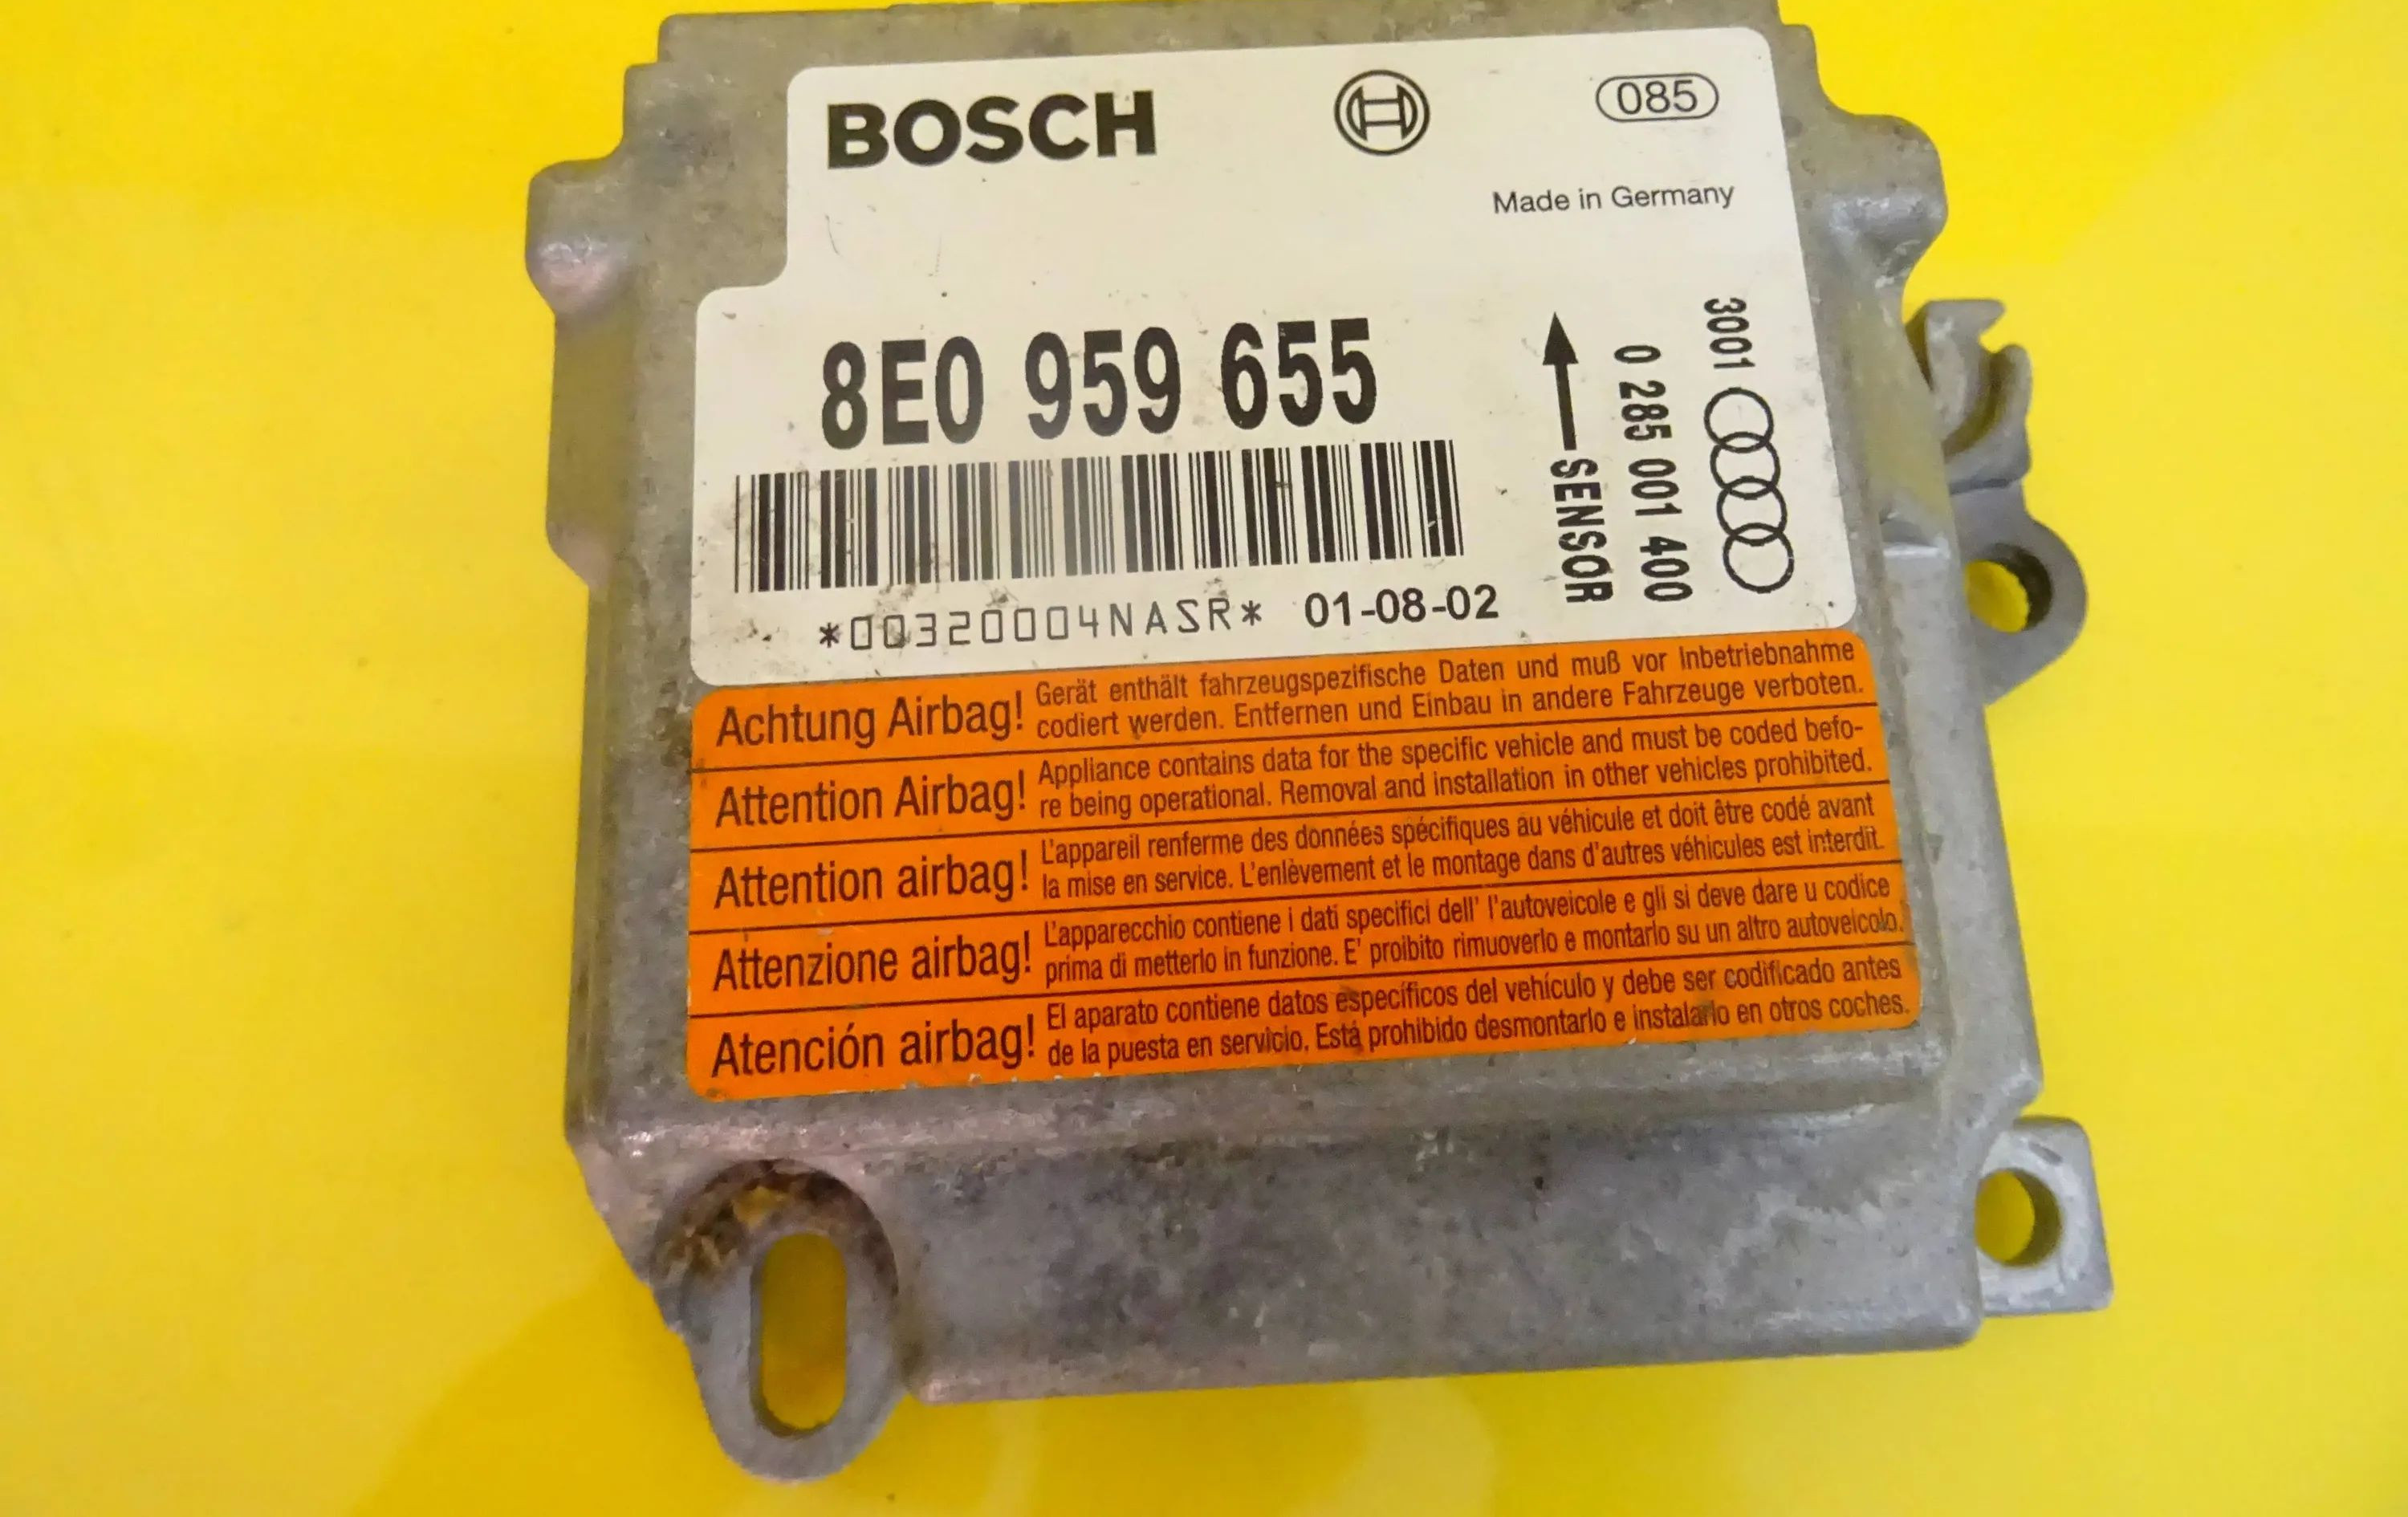 BOSCH
085
Made in Germany
8E0 959 655
SENSOR
0 285 001 400
3001
*00320004NASR* 01-08-02
Achtung Airbag! Gerät enthält fahrzeugspezifische Daten und muß vor Inbetriebnahme
codiert werden. Entfernen und Einbau in andere Fahrzeuge verboten.
Attention Airbag! Appliance contains data for the specific vehicle and must be coded befo-
re being operational. Removal and installation in other vehicles prohibited.
Attention airbag! L'appareil renferme des données spécifiques au véhicule et doit être codé avant
la mise en service. L'enlèvement et le montage dans d'autres véhicules est interdit.
Attenzione airbag! L'apparecchio contiene i dati specifici dell' l'autoveicole e gli si deve dare u codice
prima di metterlo in funzione. E' proibito rimuoverlo e montarlo su un altro autoveicolo.
Atención airbag! El aparato contiene datos específicos del vehículo y debe ser codificado antes
de la puesta en servicio. Está prohibido desmontarlo e instalarlo en otros coches.